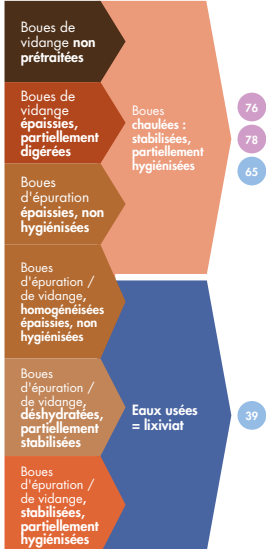 Boues de
vidange non
prétraitées
Boues de
vidange
épaissies,
partiellement
digérées
Boues
d'épuration
épaissies, non
hygiénisées
Boues
chaulées :
stabilisées,
partiellement
hygiénisées
76
78
65
Boues
d'épuration /
de vidange,
homogénéisées
épaissies, non
hygiénisées
Boues
d'épuration /
de vidange,
déshydratées,
partiellement
stabilisées
Boues
d'épuration /
de vidange,
stabilisées,
partiellement
hygiénisées
Eaux usées
= lixiviat
39